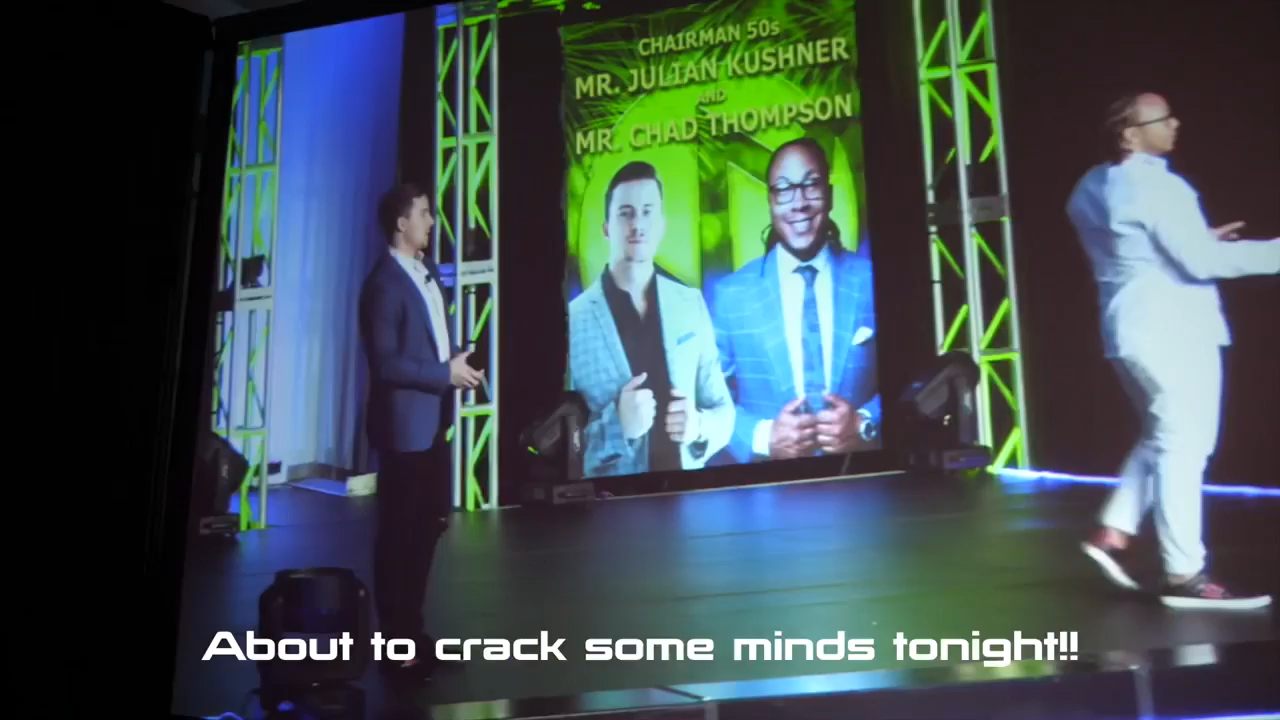 CHAIRMAN 50s
MR. JULIAN KUSHNER
AND
MR. CHAD THOMPSON
About to crack some minds tonight!!